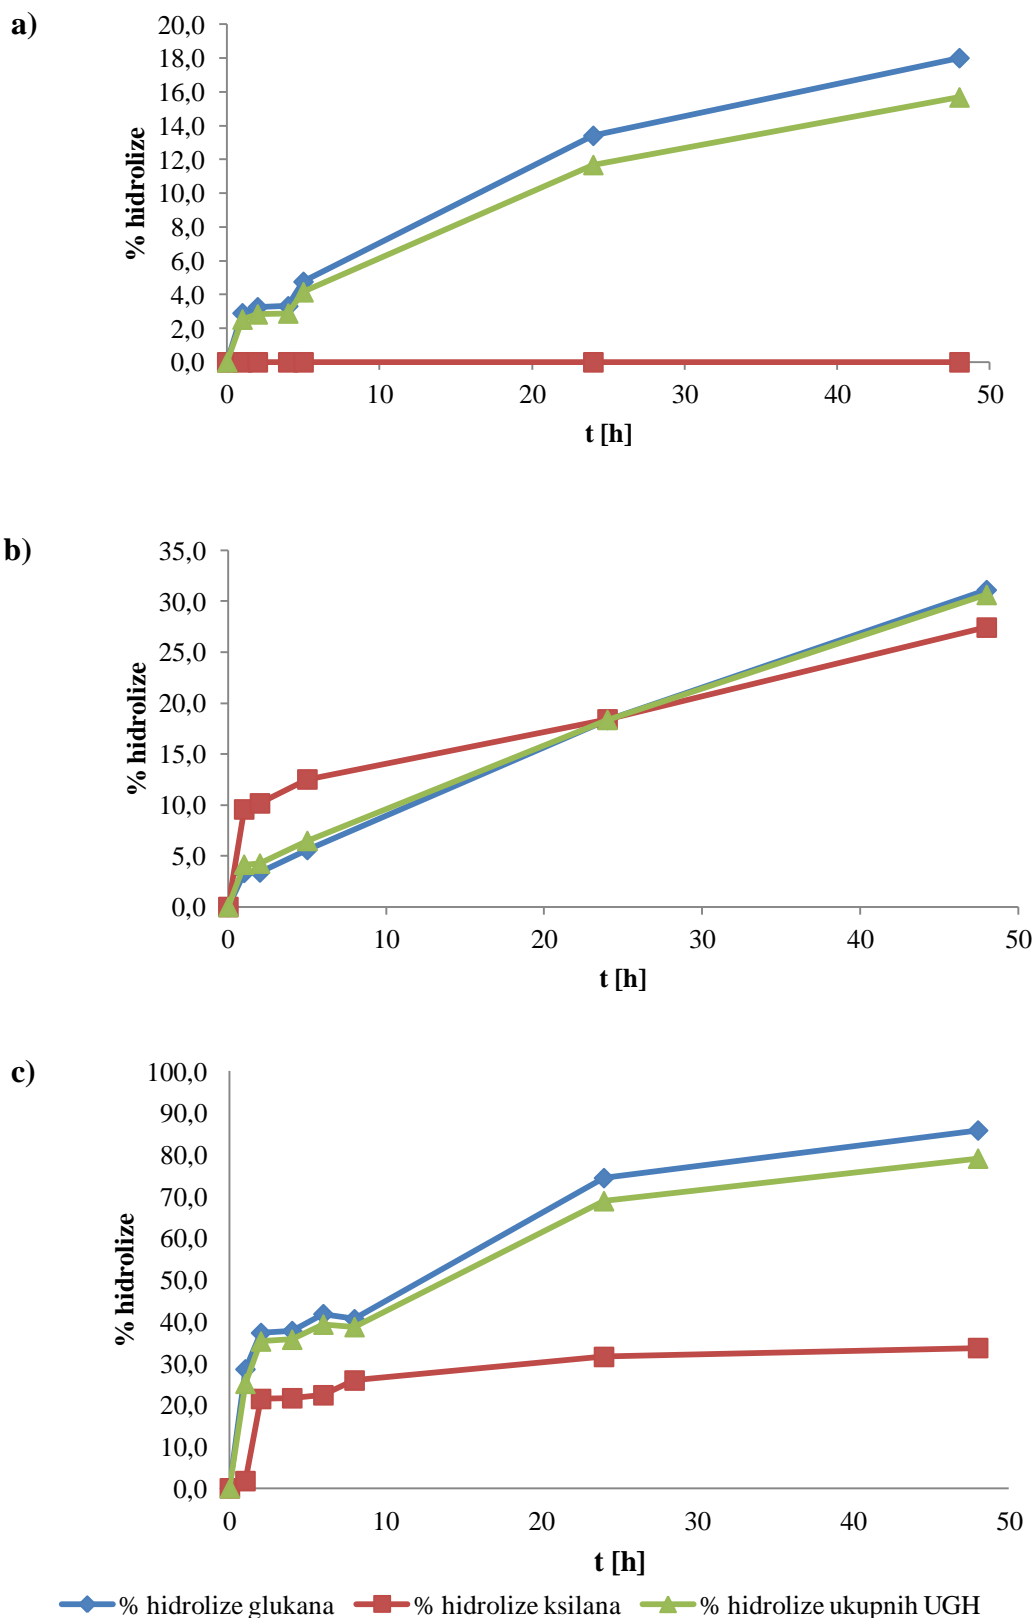 a)
20,0
18,0
16,0
14,0
12,0
10,0
8,0
6,0
4,0
2,0
0,0
% hidrolize
0 10 20 30 40 50
t [h]
b)
35,0
30,0
25,0
20,0
15,0
10,0
5,0
0,0
% hidrolize
0 10 20 30 40 50
t [h]
c)
100,0
90,0
80,0
70,0
60,0
50,0
40,0
30,0
20,0
10,0
0,0
% hidrolize
0 10 20 30 40 50
t [h]
% hidrolize glukana % hidrolize ksilana % hidrolize ukupnih UGH